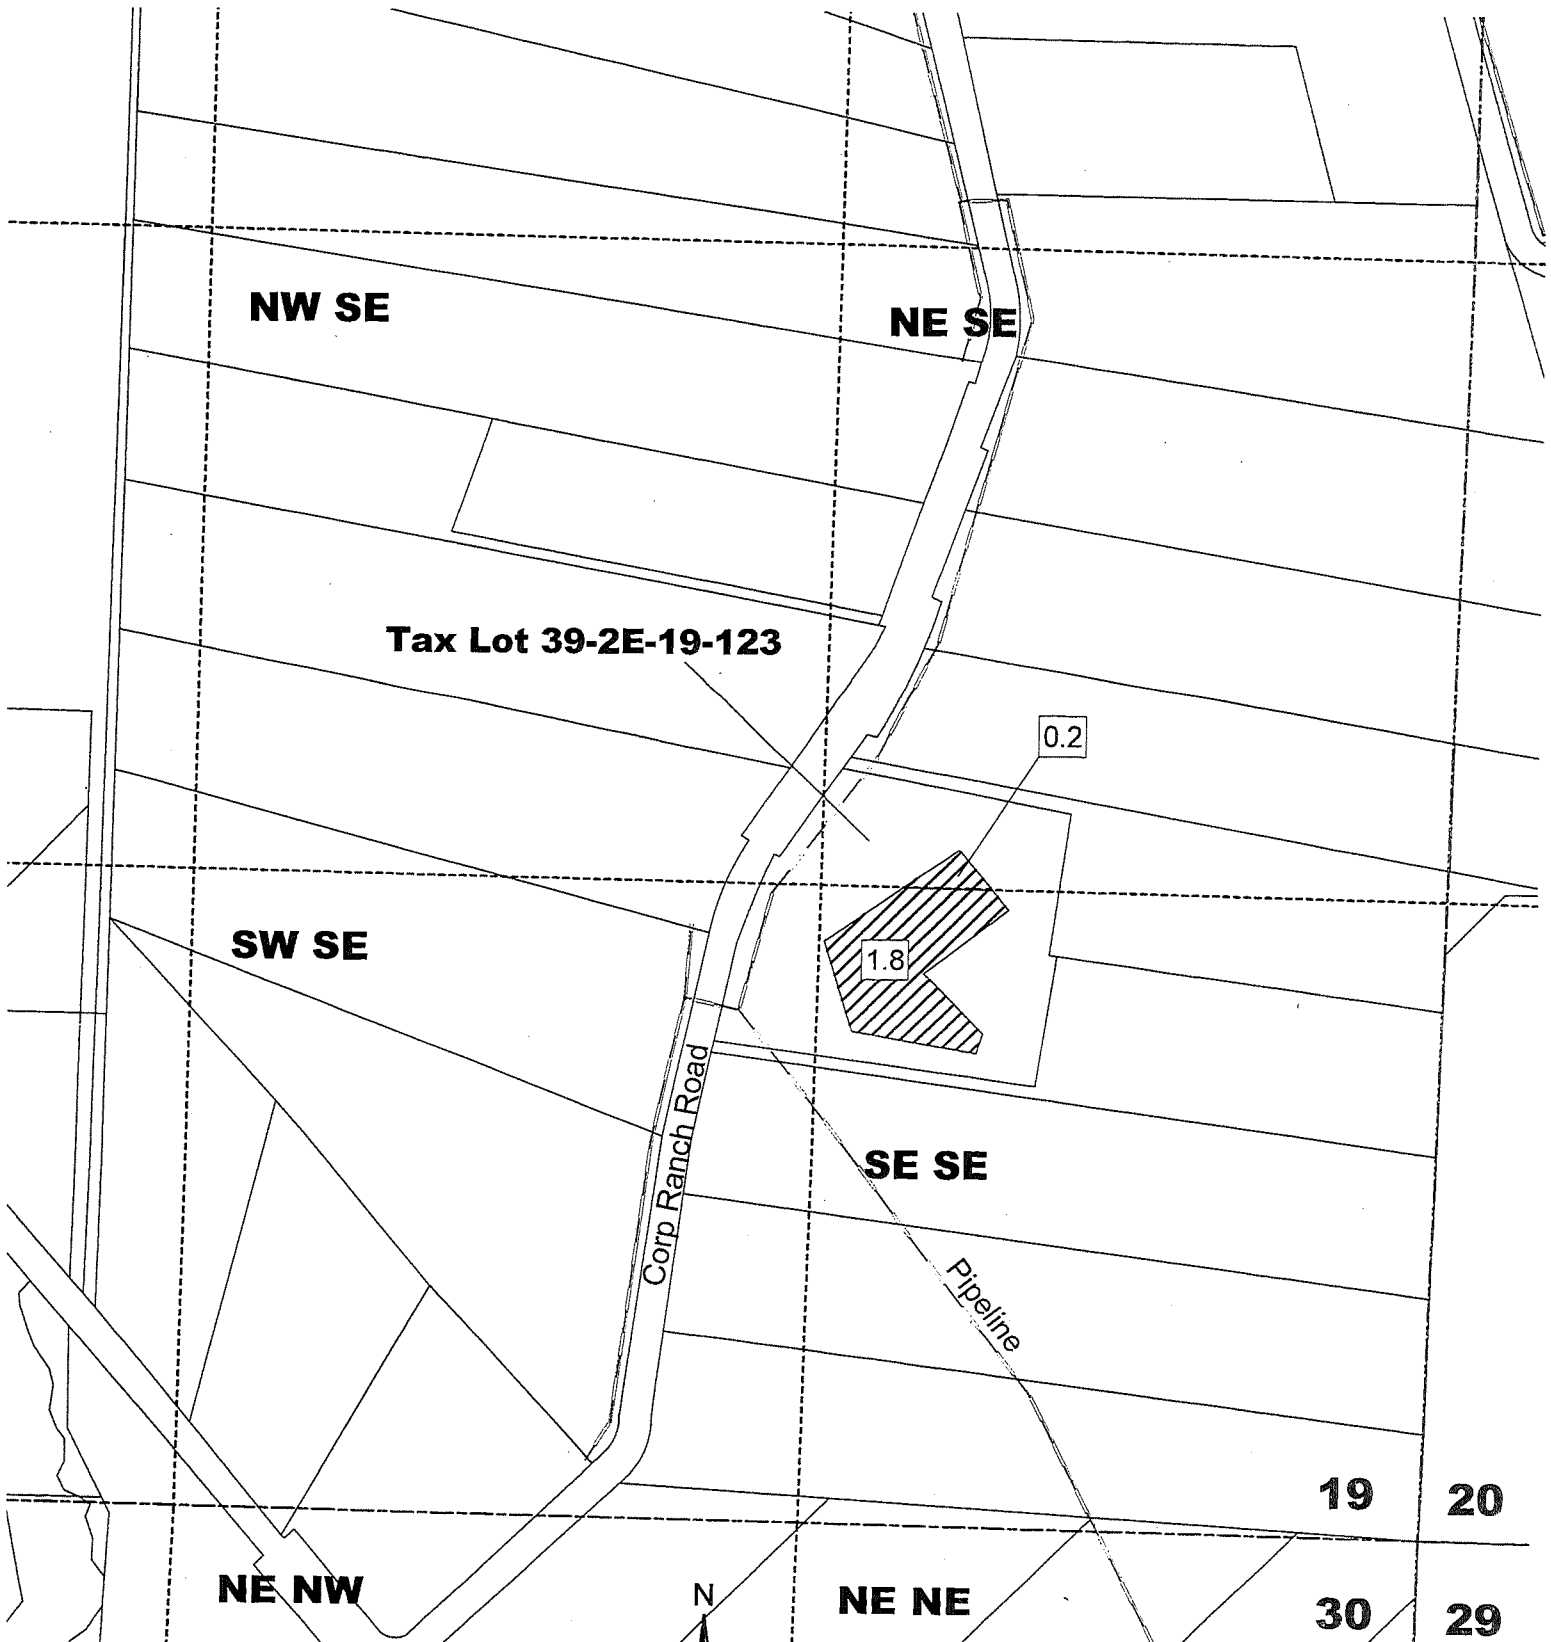 NW SE
NE SE
Tax Lot 39-2E-19-123
0.2
SW SE
1.8
Corp Ranch Road
SE SE
Pipeline
19
20
NE NW
N
NE NE
30
29